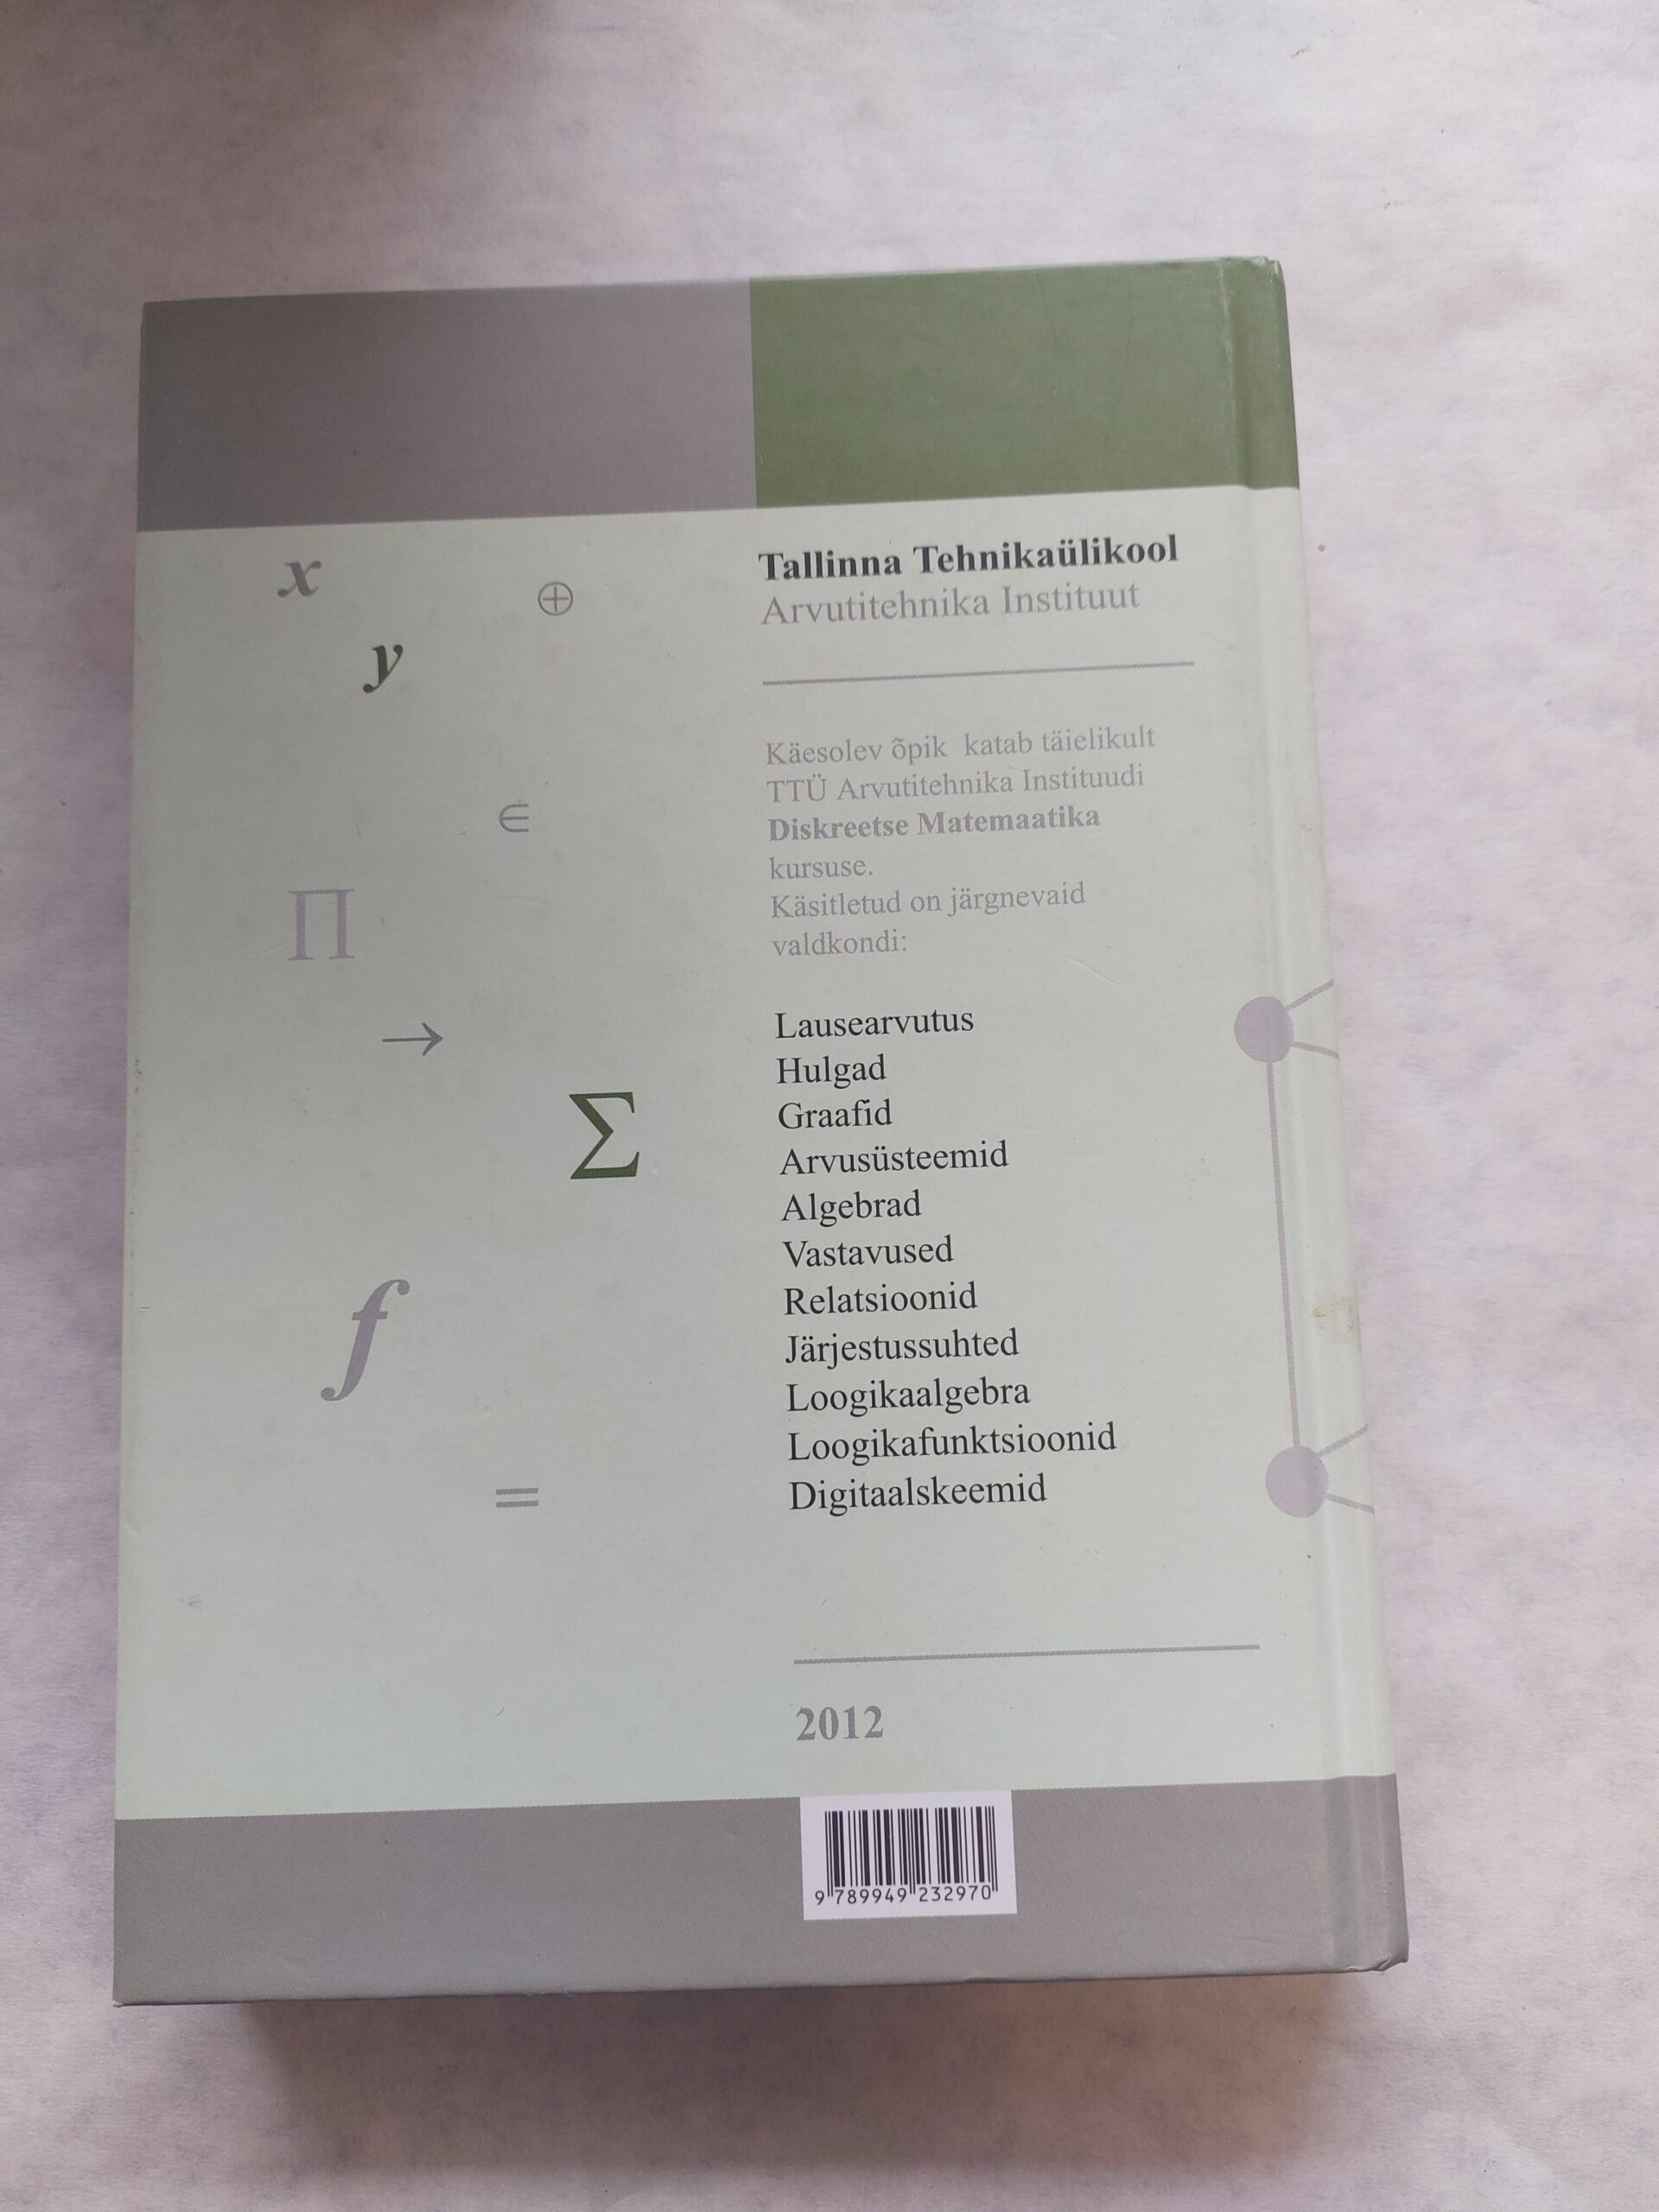 x
⊕
y
∈
∏
→
Σ
f
=
Tallinna Tehnikaülikool
Arvutitehnika Instituut
Käesolev õpik katab täielikult
TTÜ Arvutitehnika Instituudi
Diskreetse Matemaatika
kursuse.
Käsitletud on järgnevaid
valdkondi:
Lausearvutus
Hulgad
Graafid
Arvusüsteemid
Algebrad
Vastavused
Relatsioonid
Järjestussuhted
Loogikaalgebra
Loogikafunktsioonid
Digitaalskeemid
2012
9 789949 232970